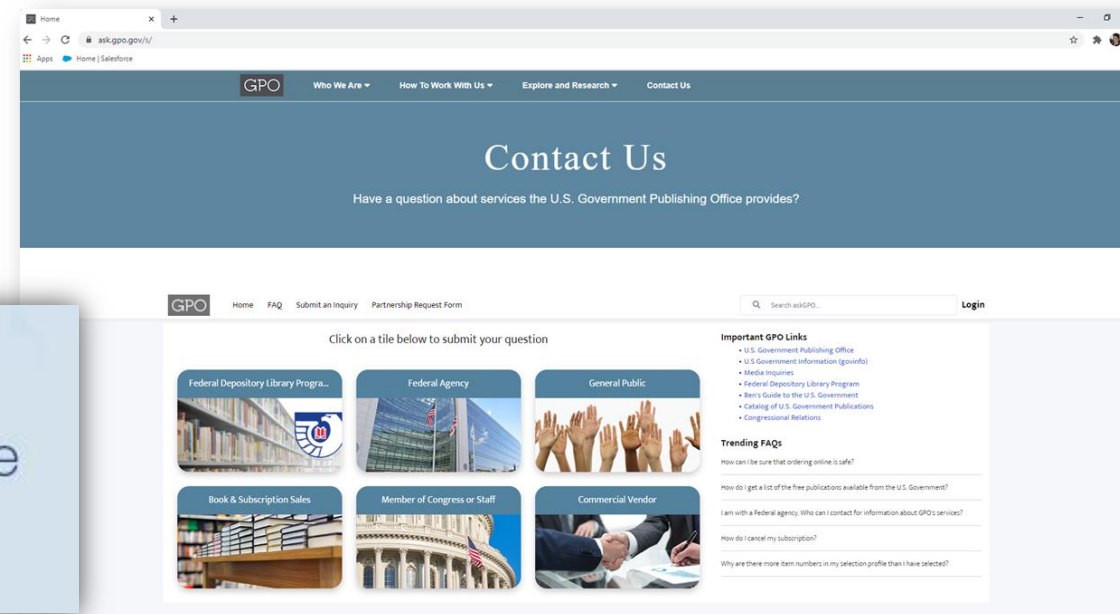 Home
ask.gpo.gov/s/
Apps Home | Salesforce
GPO Who We Are How To Work With Us Explore and Research Contact Us
Contact Us
Have a question about services the U.S. Government Publishing Office provides?
GPO Home FAQ Submit an Inquiry Partnership Request Form Search askGPO... Login
Click on a tile below to submit your question
Federal Depository Library Progra...
Federal Agency
General Public
Book & Subscription Sales
Member of Congress or Staff
Commercial Vendor
Important GPO Links
• U.S. Government Publishing Office
• U.S Government Information (govinfo)
• Media Inquiries
• Federal Depository Library Program
• Ben's Guide to the U.S. Government
• Catalog of U.S. Government Publications
• Congressional Relations
Trending FAQs
How can I be sure that ordering online is safe?
How do I get a list of the free publications available from the U.S. Government?
I am with a Federal agency. Who can I contact for information about GPO's services?
How do I cancel my subscription?
Why are there more item numbers in my selection profile than I have selected?
e